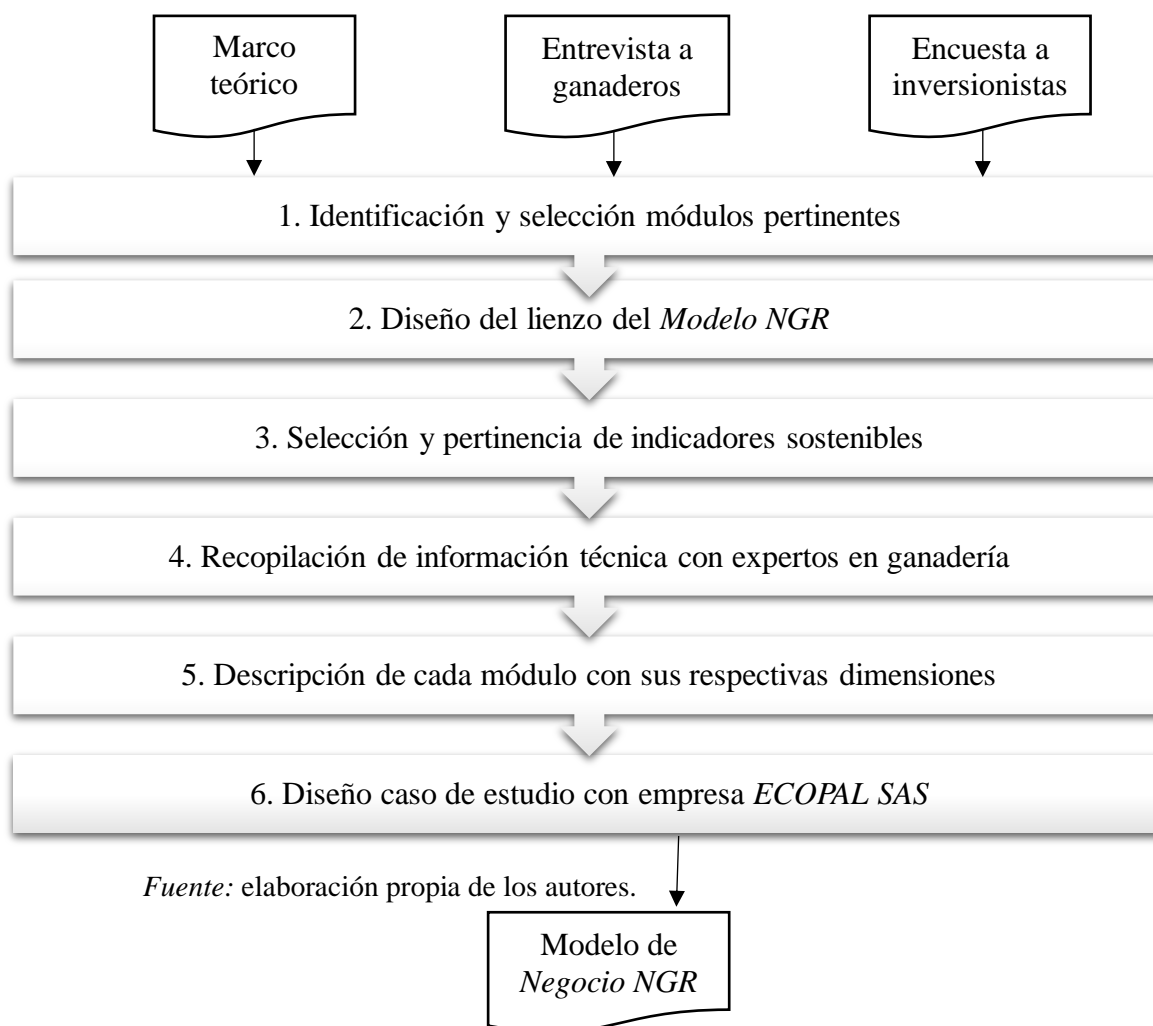 Marco
teórico
Entrevista a
ganaderos
Encuesta a
inversionistas
1. Identificación y selección módulos pertinentes
2. Diseño del lienzo del Modelo NGR
3. Selección y pertinencia de indicadores sostenibles
4. Recopilación de información técnica con expertos en ganadería
5. Descripción de cada módulo con sus respectivas dimensiones
6. Diseño caso de estudio con empresa ECOPAL SAS
Fuente: elaboración propia de los autores.
Modelo de
Negocio NGR